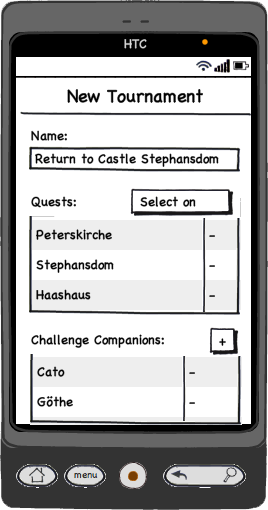 HTC
New Tournament
Name:
Return to Castle Stephansdom
Quests: Select on
Peterskirche -
Stephansdom -
Haashaus -
Challenge Companions: +
Cato -
Göthe -
menu